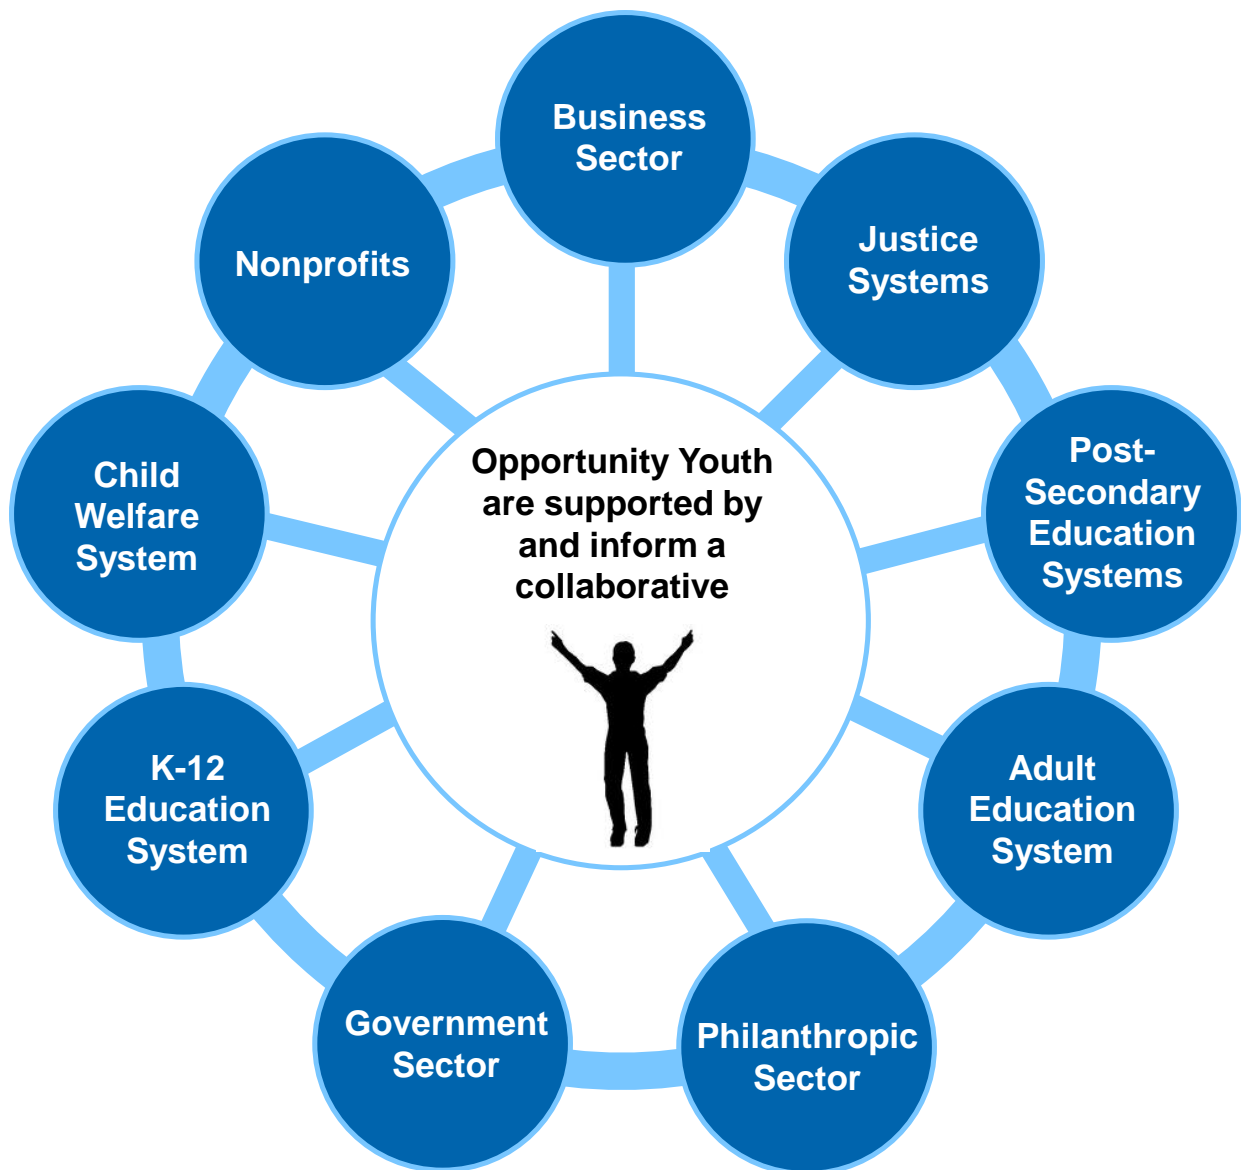 Business
Sector
Justice
Systems
Post-
Secondary
Education
Systems
Adult
Education
System
Philanthropic
Sector
Government
Sector
K-12
Education
System
Child
Welfare
System
Nonprofits
Opportunity Youth
are supported by
and inform a
collaborative